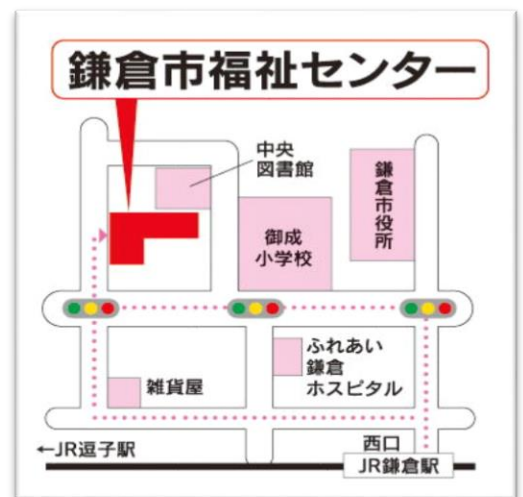 鎌倉市福祉センター
中央
図書館
鎌倉市役所
御成
小学校
ふれあい
鎌倉
ホスピタル
雑貨屋
←JR逗子駅
西口
JR鎌倉駅